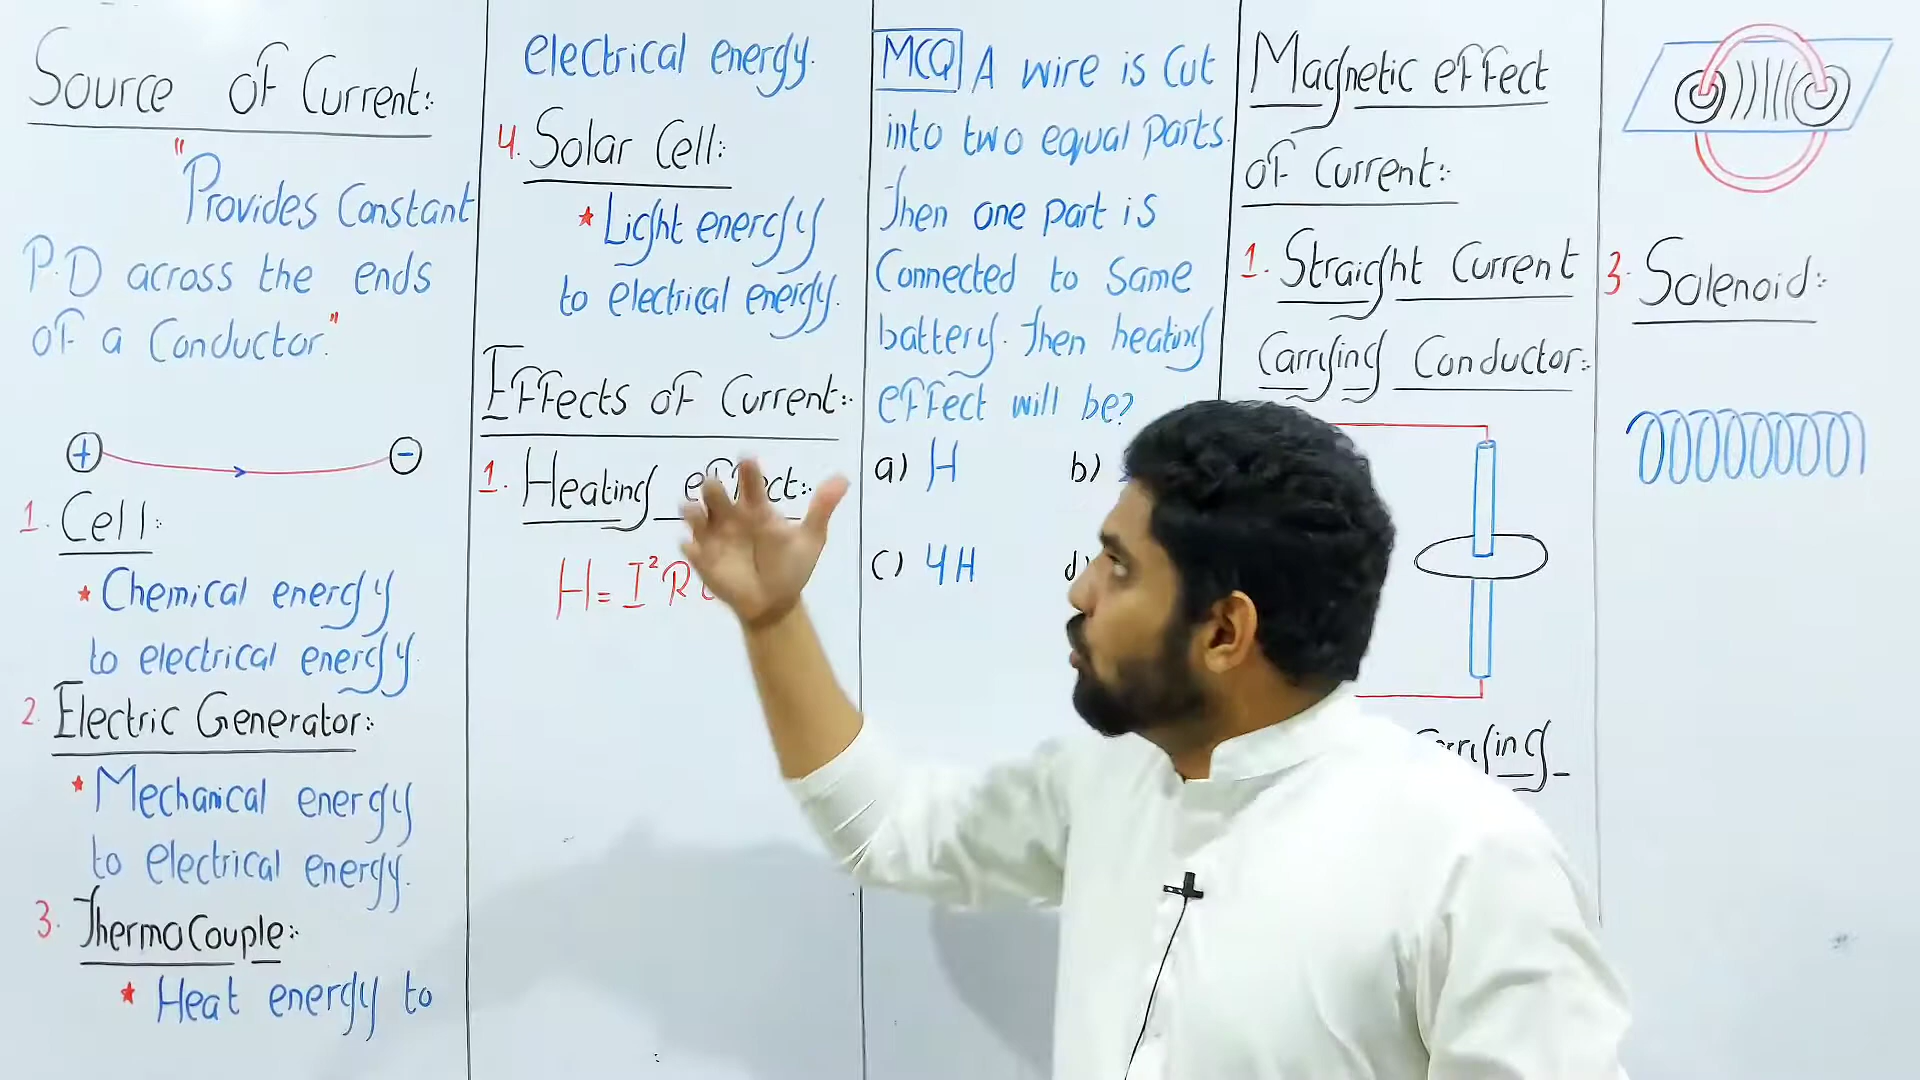 Source of Current:
"Provides Constant
P.D across the ends
of a Conductor."
+ −
1. Cell:
* Chemical energy
to electrical energy.
2. Electric Generator:
* Mechanical energy
to electrical energy.
3. Thermocouple:
* Heat energy to
electrical energy.
4. Solar Cell:
* Light energy
to electrical energy.
Effects of Current:
1. Heating effect:
H = I²R
MCQ A wire is cut
into two equal parts.
Then one part is
Connected to same
battery. Then heating
effect will be?
a) H b)
c) 4H d)
Magnetic effect
of Current:
1. Straight Current
Carrying Conductor:
3. Solenoid: